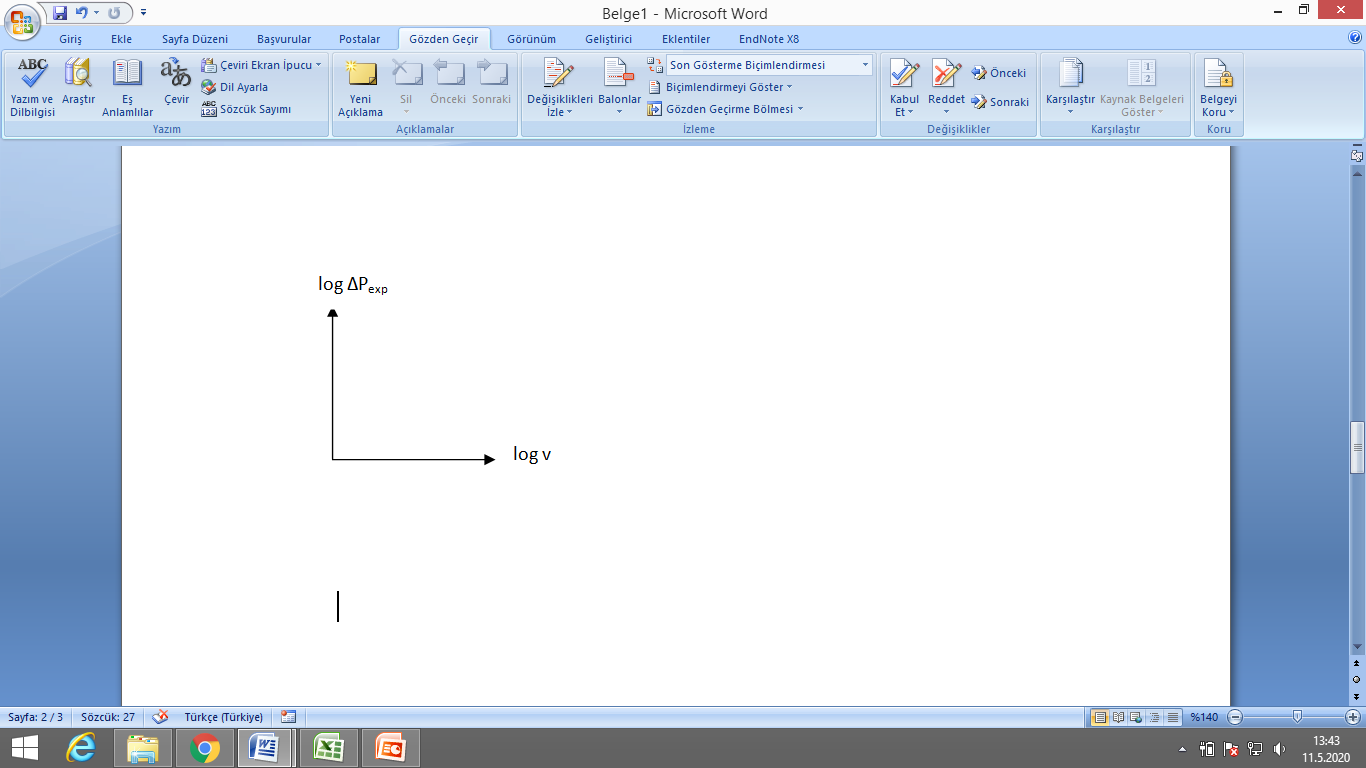 Belge1 - Microsoft Word
Giriş Ekle Sayfa Düzeni Başvurular Postalar Gözden Geçir Görünüm Geliştirici Eklentiler EndNote X8
ABC
Yazım ve Dilbilgisi
Araştır
Eş Anlamlılar
Çevir
Çeviri Ekran İpucu
Dil Ayarla
ABC 123 Sözcük Sayımı
Yazım
Yeni Açıklama
Sil
Önceki
Sonraki
Açıklamalar
Değişiklikleri İzle
Balonlar
Son Gösterme Biçimlendirmesi
Biçimlendirmeyi Göster
Gözden Geçirme Bölmesi
İzleme
Kabul Et
Reddet
Önceki
Sonraki
Değişiklikler
Karşılaştır
Kaynak Belgeleri Göster
Karşılaştır
Belgeyi Koru
Koru
log ΔPexp
log v
Sayfa: 2 / 3 Sözcük: 27 Türkçe (Türkiye) %140
13:43
11.5.2020